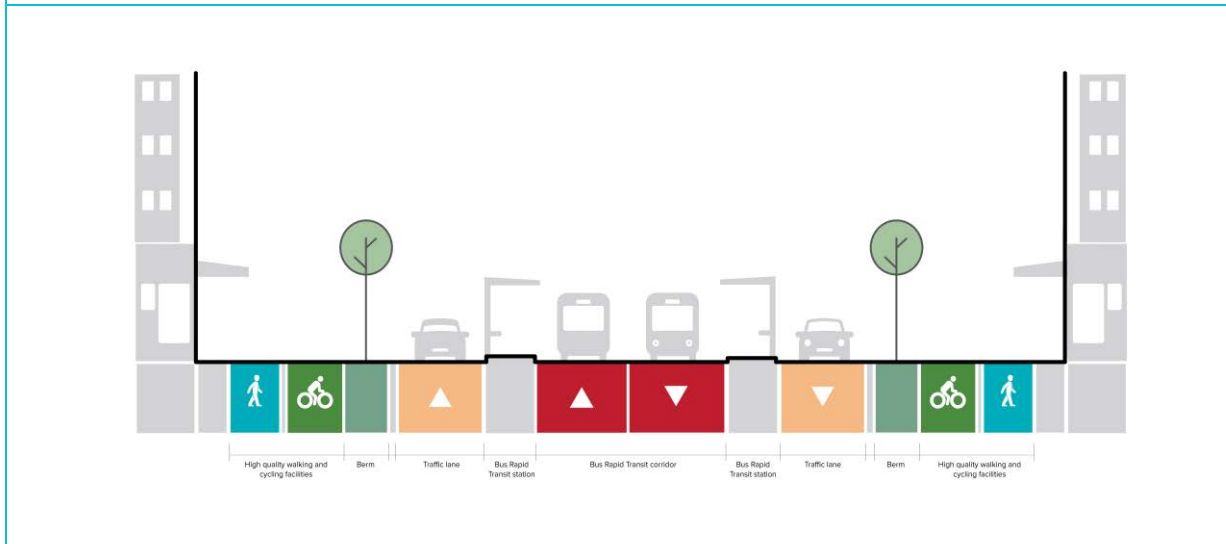 High quality walking and
cycling facilities
Berm
Traffic lane
Bus Rapid
Transit station
Bus Rapid Transit corridor
Bus Rapid
Transit station
Traffic lane
Berm
High quality walking and
cycling facilities